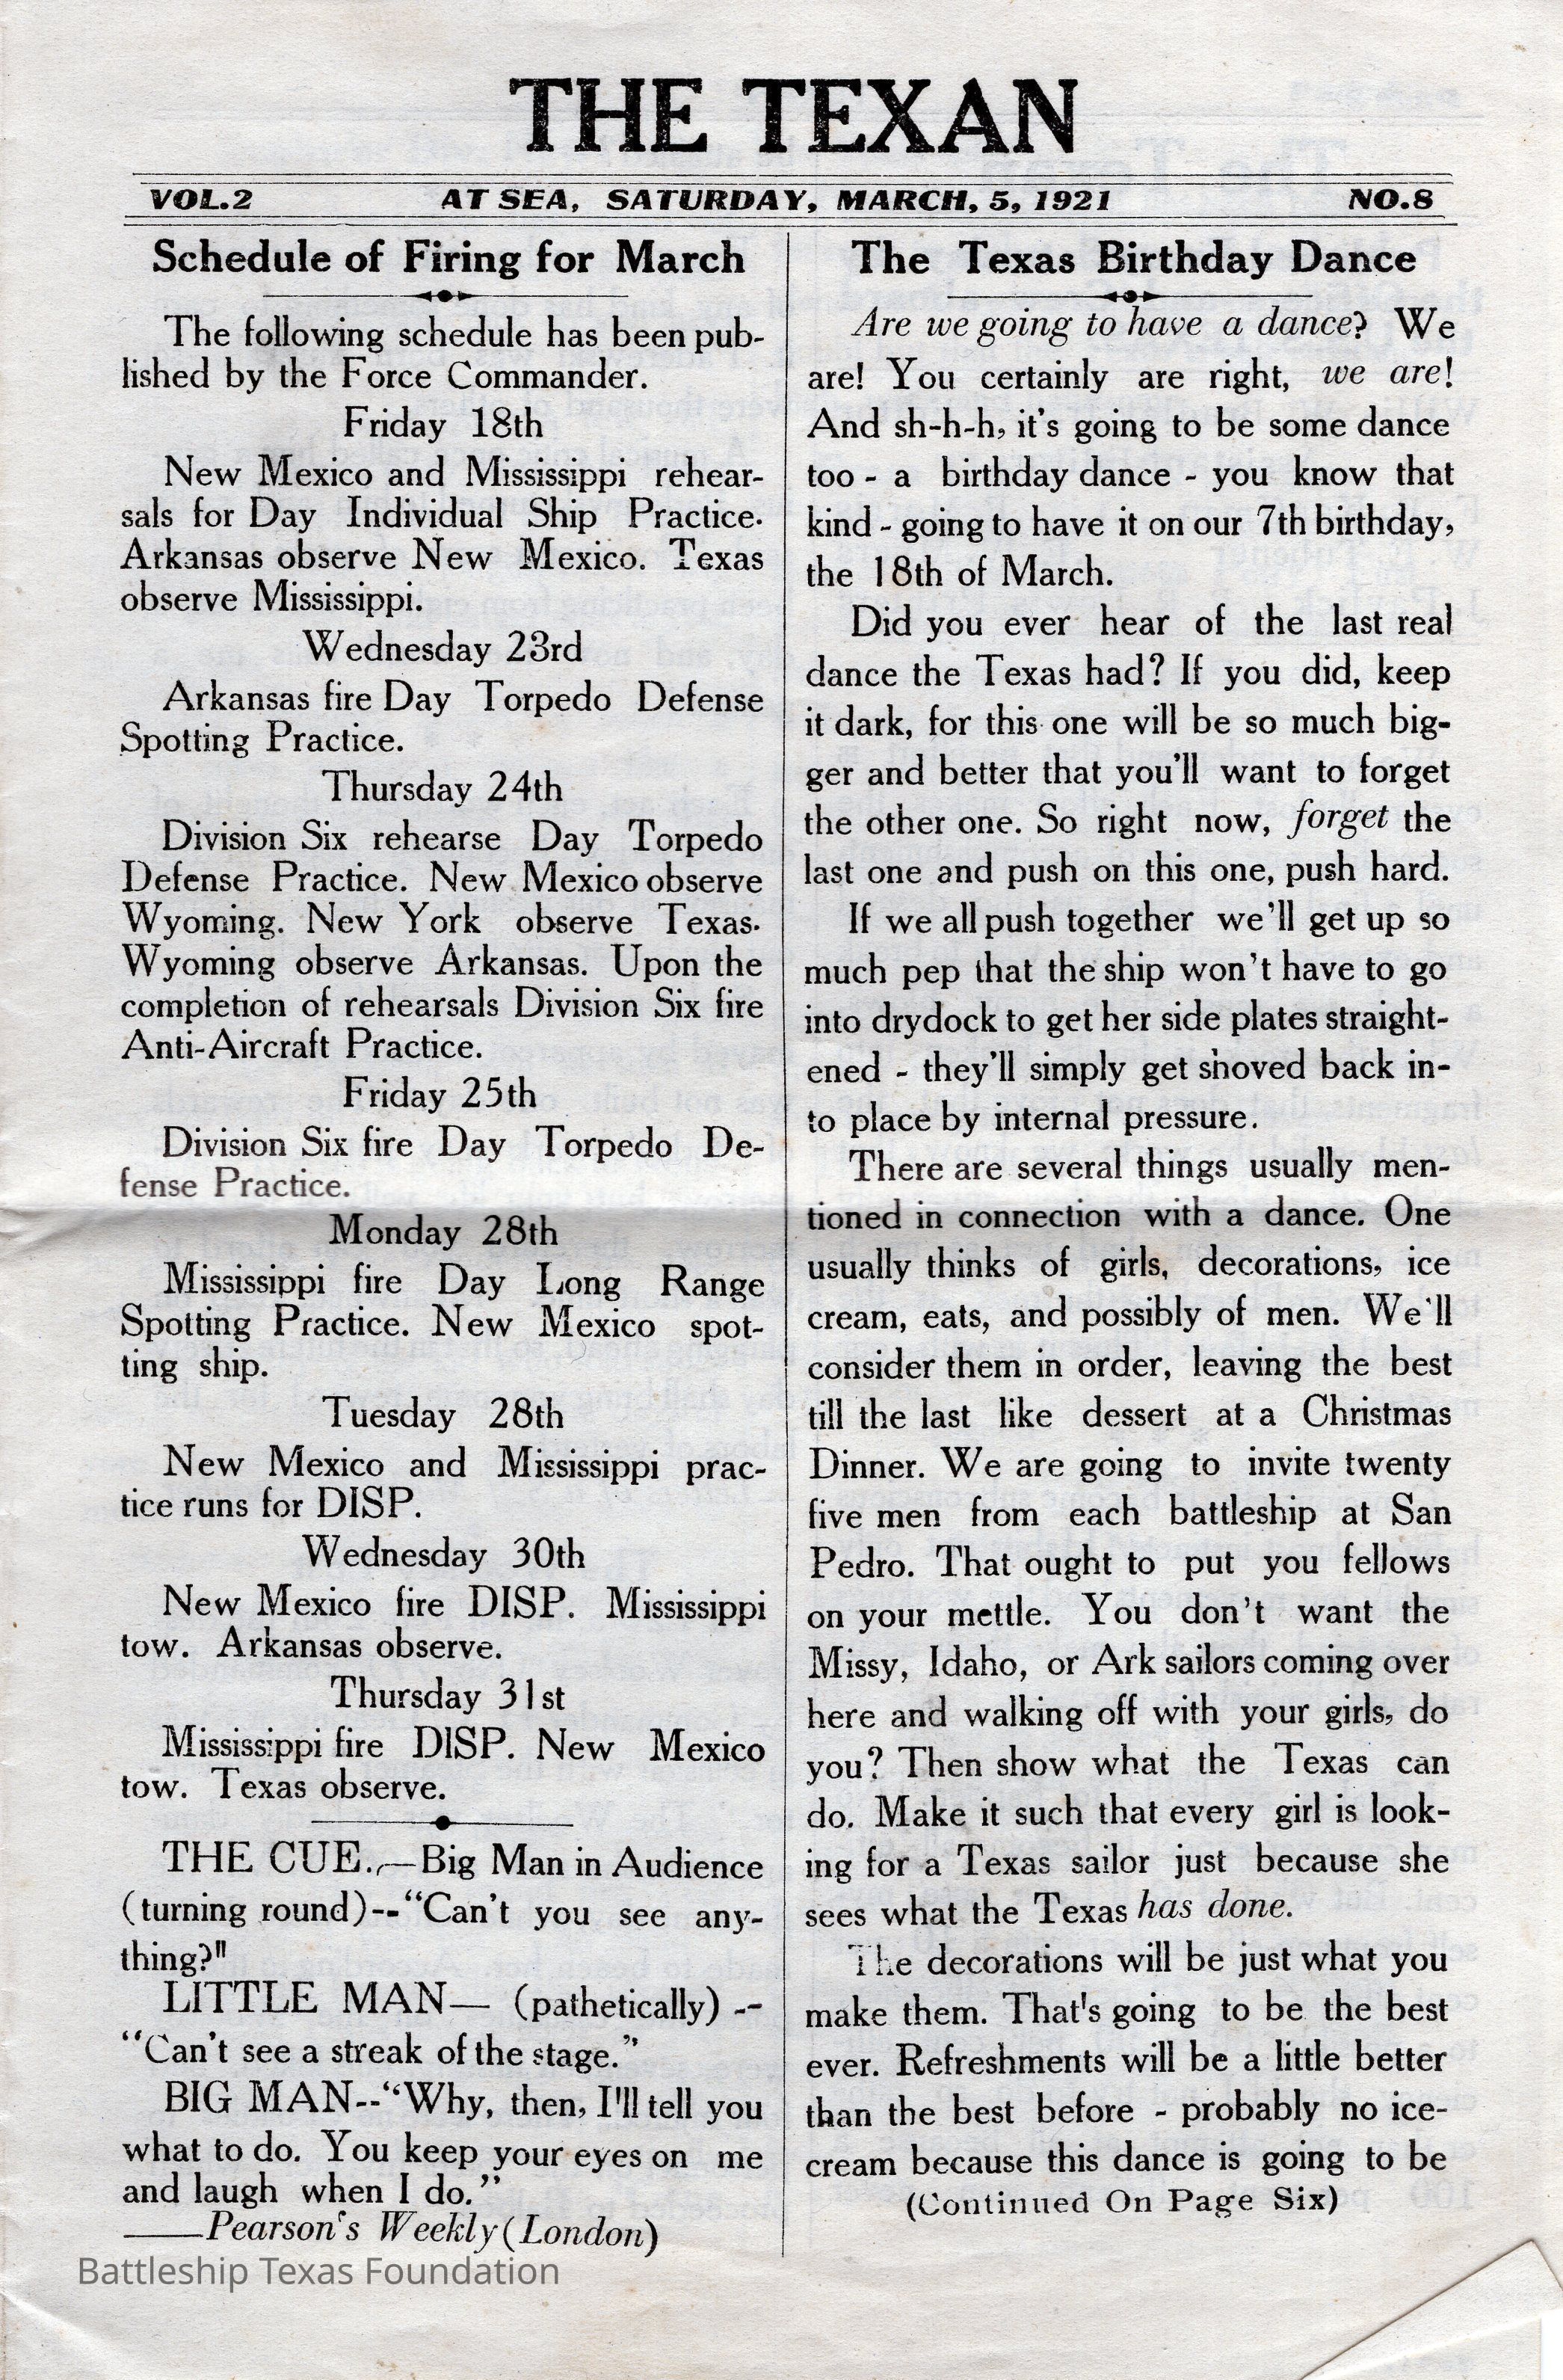 THE TEXAN
VOL.2 AT SEA, SATURDAY, MARCH, 5, 1921 NO.8
Schedule of Firing for March
The following schedule has been pub-
lished by the Force Commander.
Friday 18th
New Mexico and Mississippi rehear-
sals for Day Individual Ship Practice.
Arkansas observe New Mexico. Texas
observe Mississippi.
Wednesday 23rd
Arkansas fire Day Torpedo Defense
Spotting Practice.
Thursday 24th
Division Six rehearse Day Torpedo
Defense Practice. New Mexico observe
Wyoming. New York observe Texas.
Wyoming observe Arkansas. Upon the
completion of rehearsals Division Six fire
Anti-Aircraft Practice.
Friday 25th
Division Six fire Day Torpedo De-
fense Practice.
Monday 28th
Mississippi fire Day Long Range
Spotting Practice. New Mexico spot-
ting ship.
Tuesday 28th
New Mexico and Mississippi prac-
tice runs for DISP.
Wednesday 30th
New Mexico fire DISP. Mississippi
tow. Arkansas observe.
Thursday 31st
Mississippi fire DISP. New Mexico
tow. Texas observe.
THE CUE.,—Big Man in Audience
(turning round)--“Can't you see any-
thing?"
LITTLE MAN— (pathetically) --
“Can't see a streak of the stage.”
BIG MAN--“Why, then, I'll tell you
what to do. You keep your eyes on me
and laugh when I do.”
——Pearson's Weekly (London)
The Texas Birthday Dance
Are we going to have a dance? We
are! You certainly are right, we are!
And sh-h-h, it's going to be some dance
too - a birthday dance - you know that
kind - going to have it on our 7th birthday,
the 18th of March.
Did you ever hear of the last real
dance the Texas had? If you did, keep
it dark, for this one will be so much big-
ger and better that you'll want to forget
the other one. So right now, forget the
last one and push on this one, push hard.
If we all push together we'll get up so
much pep that the ship won't have to go
into drydock to get her side plates straight-
ened - they'll simply get shoved back in-
to place by internal pressure.
There are several things usually men-
tioned in connection with a dance. One
usually thinks of girls, decorations, ice
cream, eats, and possibly of men. We'll
consider them in order, leaving the best
till the last like dessert at a Christmas
Dinner. We are going to invite twenty
five men from each battleship at San
Pedro. That ought to put you fellows
on your mettle. You don't want the
Missy, Idaho, or Ark sailors coming over
here and walking off with your girls, do
you? Then show what the Texas can
do. Make it such that every girl is look-
ing for a Texas sailor just because she
sees what the Texas has done.
The decorations will be just what you
make them. That's going to be the best
ever. Refreshments will be a little better
than the best before - probably no ice-
cream because this dance is going to be
(Continued On Page Six)
Battleship Texas Foundation